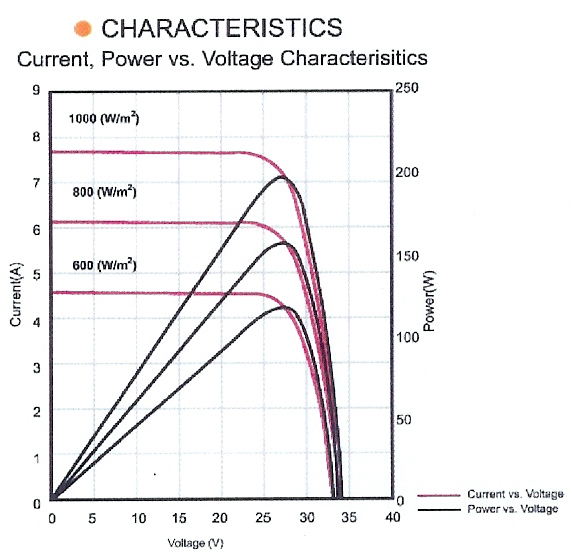 CHARACTERISTICS
Current, Power vs. Voltage Characterisitics
9
8
7
6
5
4
3
2
1
0
Current(A)
1000 (W/m²)
800 (W/m²)
600 (W/m²)
250
200
150
100
50
0
Power(W)
0 5 10 15 20 25 30 35 40
Voltage (V)
Current vs. Voltage
Power vs. Voltage